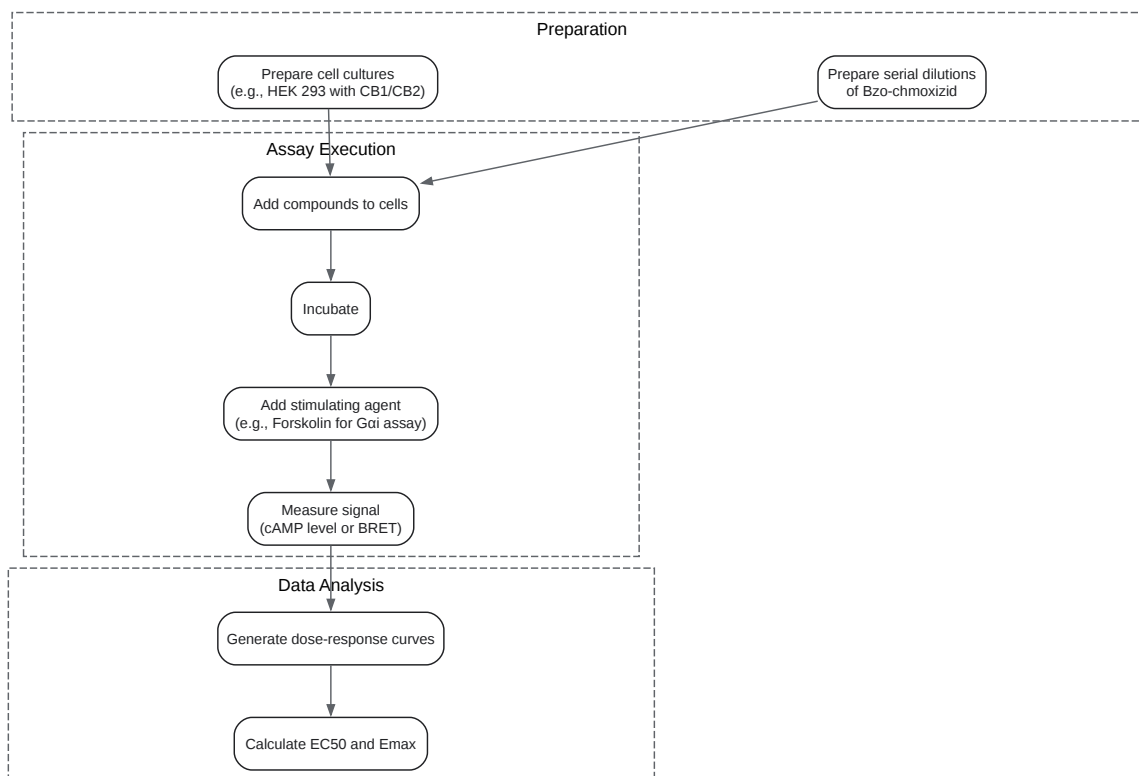 Preparation
Prepare cell cultures
(e.g., HEK 293 with CB1/CB2)
Prepare serial dilutions
of Bzo-chmoxizid
Assay Execution
Add compounds to cells
Incubate
Add stimulating agent
(e.g., Forskolin for Gαi assay)
Measure signal
(cAMP level or BRET)
Data Analysis
Generate dose-response curves
Calculate EC50 and Emax